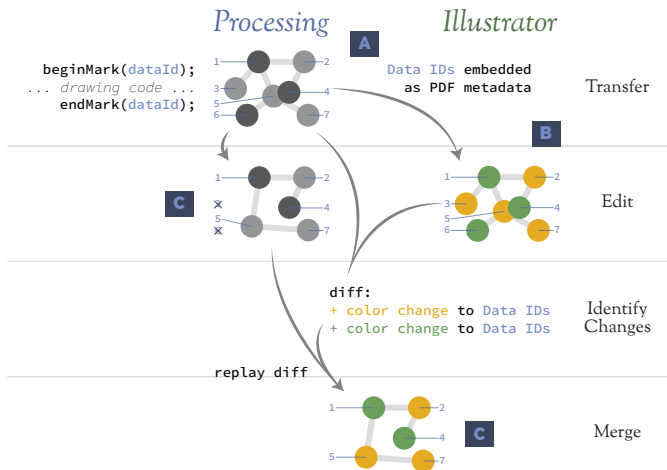 Processing
Illustrator
A
beginMark(dataId);
... drawing code ...
endMark(dataId);
1
2
3
4
5
6
7
Data IDs embedded
as PDF metadata
Transfer
B
C
1
2
x
4
5
x
7
1
2
3
4
5
6
7
Edit
diff:
+ color change to Data IDs
+ color change to Data IDs
Identify
Changes
replay diff
1
2
4
5
7
C
Merge